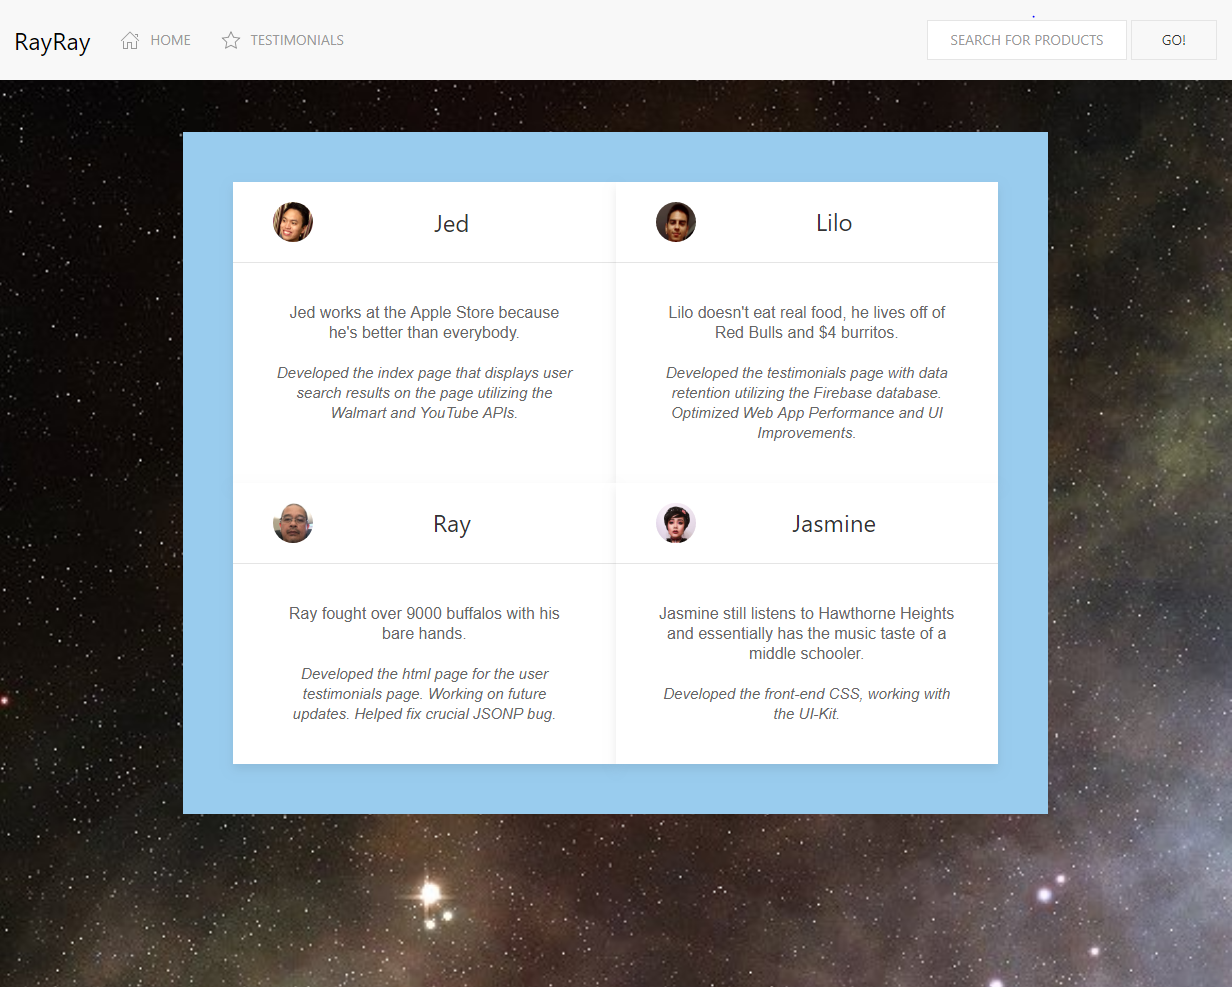 RayRay HOME TESTIMONIALS SEARCH FOR PRODUCTS GO!
Jed
Jed works at the Apple Store because
he's better than everybody.
Developed the index page that displays user
search results on the page utilizing the
Walmart and YouTube APIs.
Lilo
Lilo doesn't eat real food, he lives off of
Red Bulls and $4 burritos.
Developed the testimonials page with data
retention utilizing the Firebase database.
Optimized Web App Performance and UI
Improvements.
Ray
Ray fought over 9000 buffalos with his
bare hands.
Developed the html page for the user
testimonials page. Working on future
updates. Helped fix crucial JSONP bug.
Jasmine
Jasmine still listens to Hawthorne Heights
and essentially has the music taste of a
middle schooler.
Developed the front-end CSS, working with
the UI-Kit.